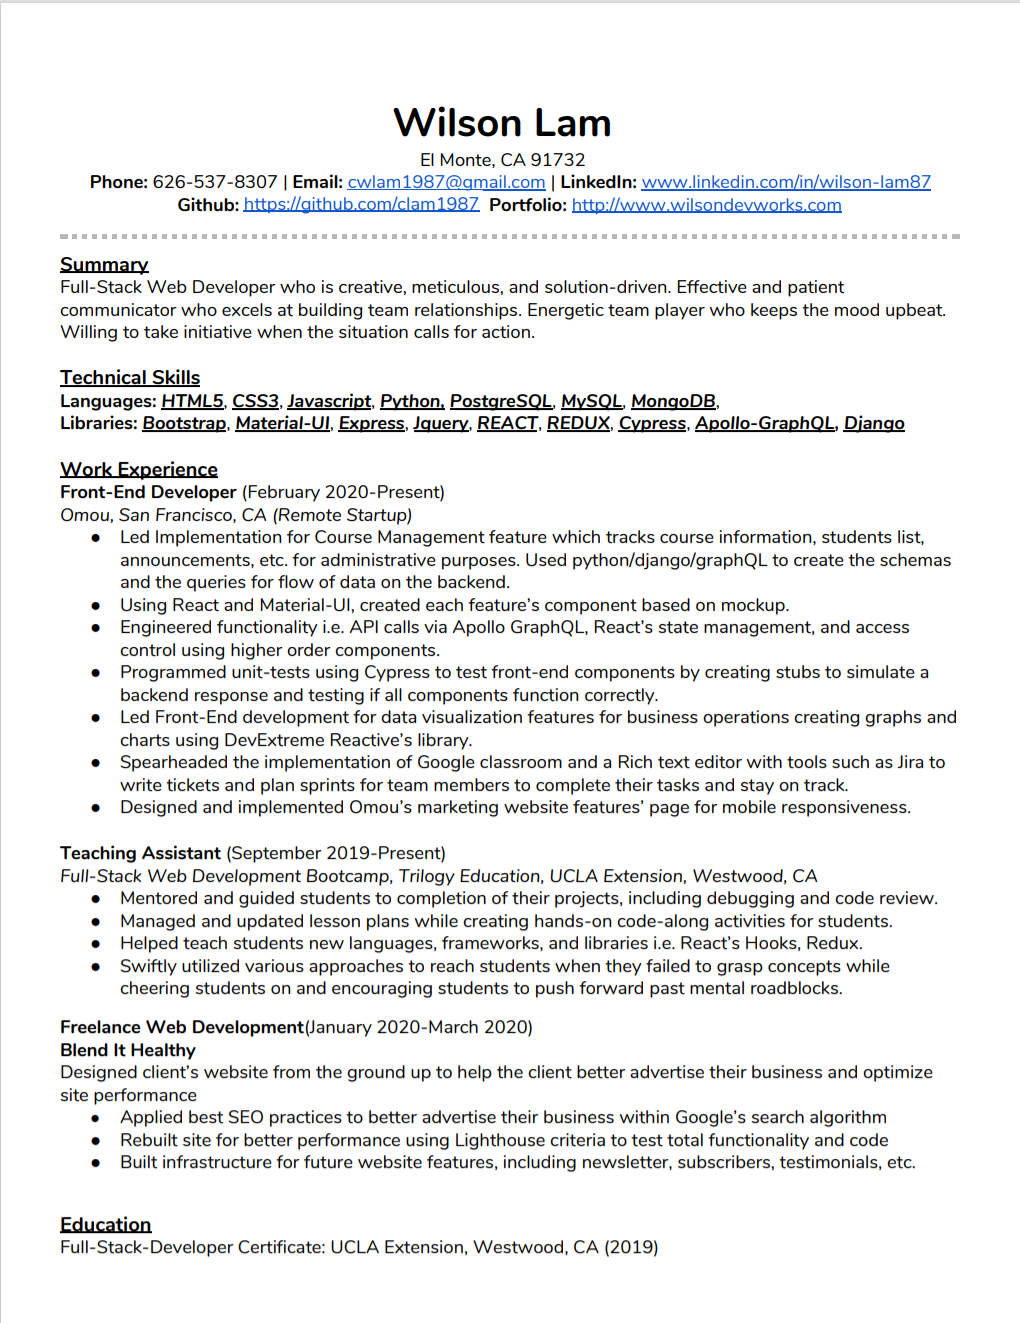 Wilson Lam
El Monte, CA 91732
Phone: 626-537-8307 | Email: cwlam1987@gmail.com | LinkedIn: www.linkedin.com/in/wilson-lam87
Github: https://github.com/clam1987 Portfolio: http://www.wilsondevworks.com
Summary
Full-Stack Web Developer who is creative, meticulous, and solution-driven. Effective and patient
communicator who excels at building team relationships. Energetic team player who keeps the mood upbeat.
Willing to take initiative when the situation calls for action.
Technical Skills
Languages: HTML5, CSS3, Javascript, Python, PostgreSQL, MySQL, MongoDB,
Libraries: Bootstrap, Material-UI, Express, Jquery, REACT, REDUX, Cypress, Apollo-GraphQL, Django
Work Experience
Front-End Developer (February 2020-Present)
Omou, San Francisco, CA (Remote Startup)
● Led Implementation for Course Management feature which tracks course information, students list,
announcements, etc. for administrative purposes. Used python/django/graphQL to create the schemas
and the queries for flow of data on the backend.
● Using React and Material-UI, created each feature's component based on mockup.
● Engineered functionality i.e. API calls via Apollo GraphQL, React's state management, and access
control using higher order components.
● Programmed unit-tests using Cypress to test front-end components by creating stubs to simulate a
backend response and testing if all components function correctly.
● Led Front-End development for data visualization features for business operations creating graphs and
charts using DevExtreme Reactive's library.
● Spearheaded the implementation of Google classroom and a Rich text editor with tools such as Jira to
write tickets and plan sprints for team members to complete their tasks and stay on track.
● Designed and implemented Omou's marketing website features' page for mobile responsiveness.
Teaching Assistant (September 2019-Present)
Full-Stack Web Development Bootcamp, Trilogy Education, UCLA Extension, Westwood, CA
● Mentored and guided students to completion of their projects, including debugging and code review.
● Managed and updated lesson plans while creating hands-on code-along activities for students.
● Helped teach students new languages, frameworks, and libraries i.e. React's Hooks, Redux.
● Swiftly utilized various approaches to reach students when they failed to grasp concepts while
cheering students on and encouraging students to push forward past mental roadblocks.
Freelance Web Development(January 2020-March 2020)
Blend It Healthy
Designed client's website from the ground up to help the client better advertise their business and optimize
site performance
● Applied best SEO practices to better advertise their business within Google's search algorithm
● Rebuilt site for better performance using Lighthouse criteria to test total functionality and code
● Built infrastructure for future website features, including newsletter, subscribers, testimonials, etc.
Education
Full-Stack-Developer Certificate: UCLA Extension, Westwood, CA (2019)